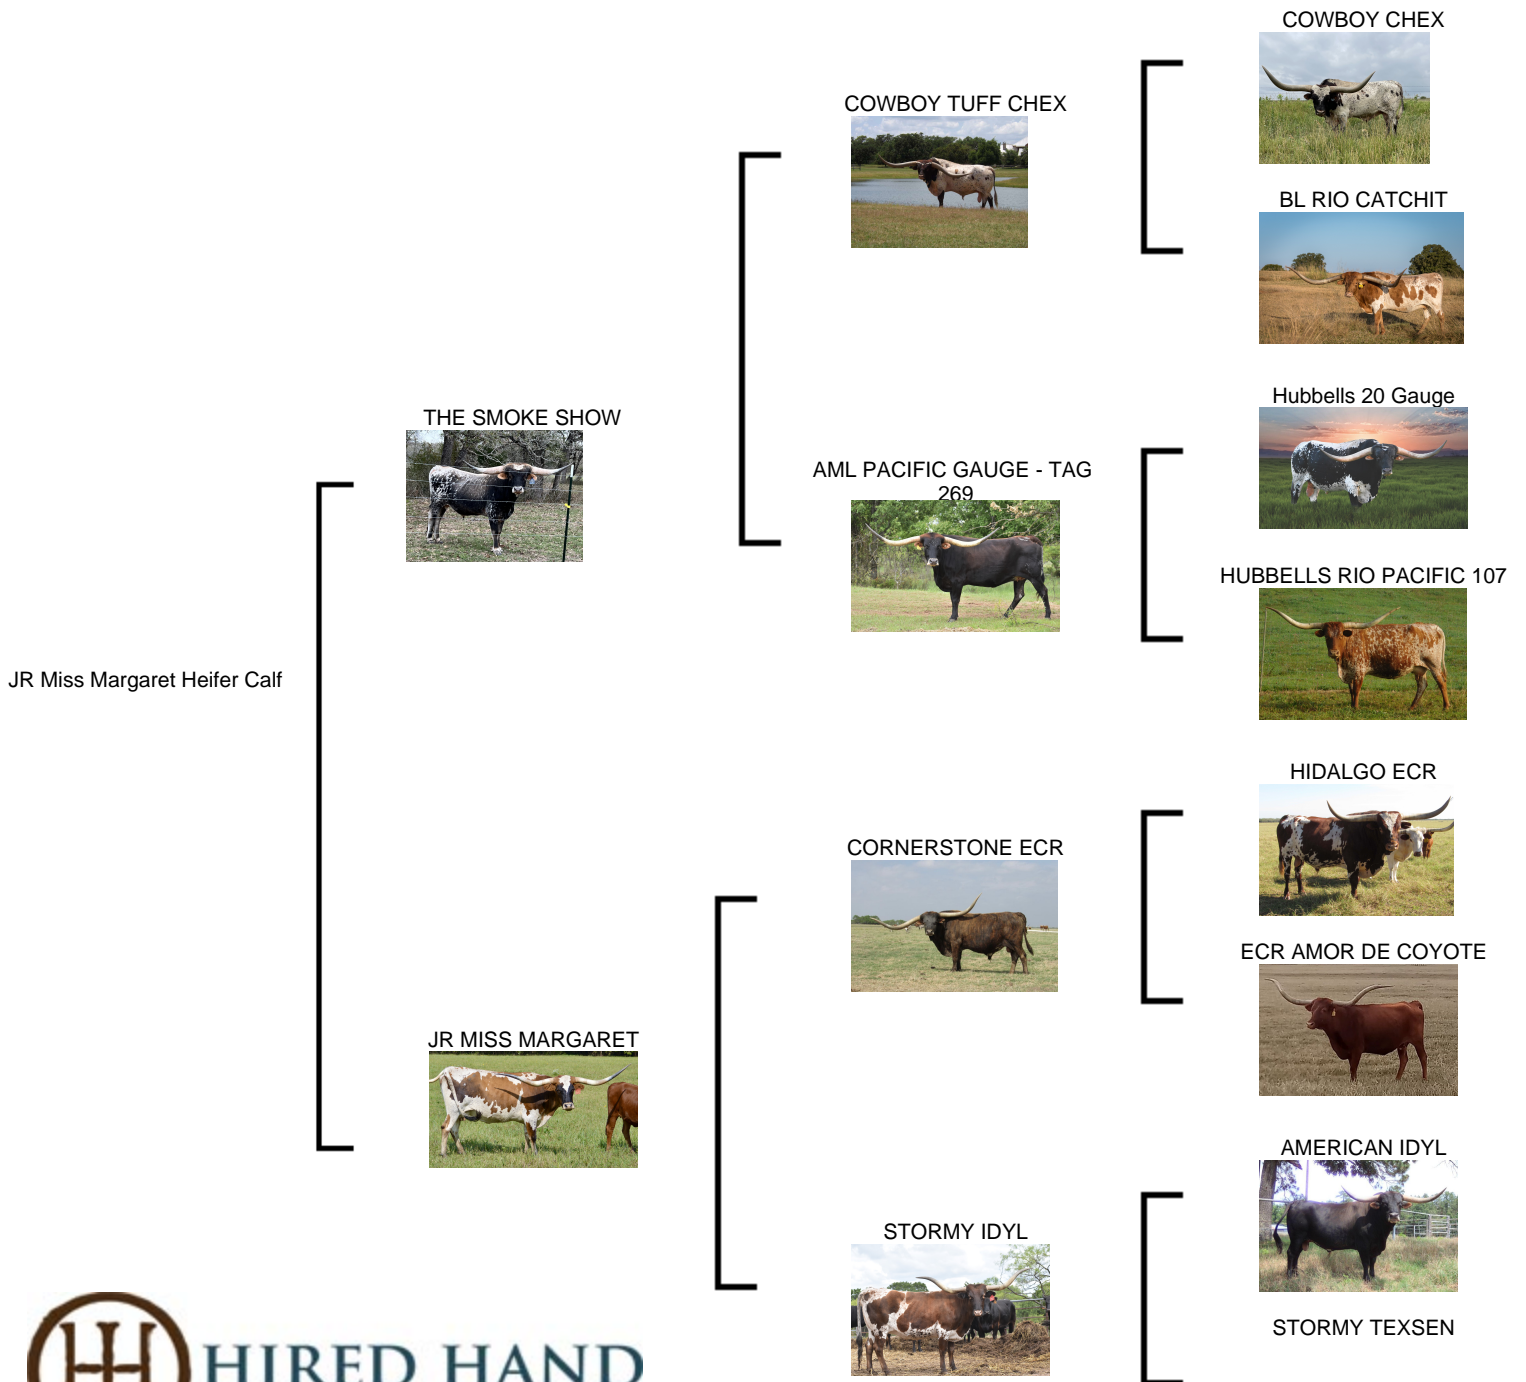 COWBOY CHEX
COWBOY TUFF CHEX
BL RIO CATCHIT
THE SMOKE SHOW
Hubbells 20 Gauge
AML PACIFIC GAUGE - TAG
269
HUBBELLS RIO PACIFIC 107
JR Miss Margaret Heifer Calf
HIDALGO ECR
CORNERSTONE ECR
ECR AMOR DE COYOTE
JR MISS MARGARET
AMERICAN IDYL
STORMY IDYL
STORMY TEXSEN
HIRED HAND